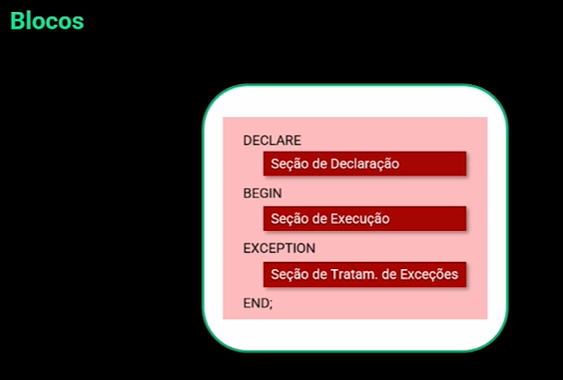 Blocos
DECLARE
Seção de Declaração
BEGIN
Seção de Execução
EXCEPTION
Seção de Tratam. de Exceções
END;